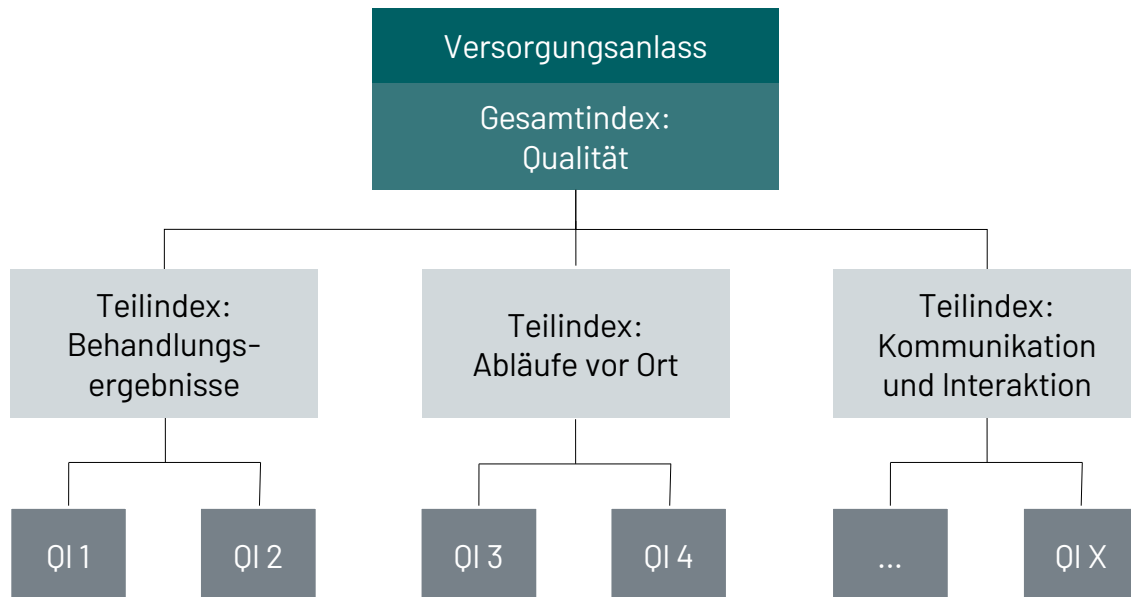 Versorgungsanlass
Gesamtindex:
Qualität
Teilindex:
Behandlungs-
ergebnisse
Teilindex:
Abläufe vor Ort
Teilindex:
Kommunikation
und Interaktion
QI 1
QI 2
QI 3
QI 4
...
QI X